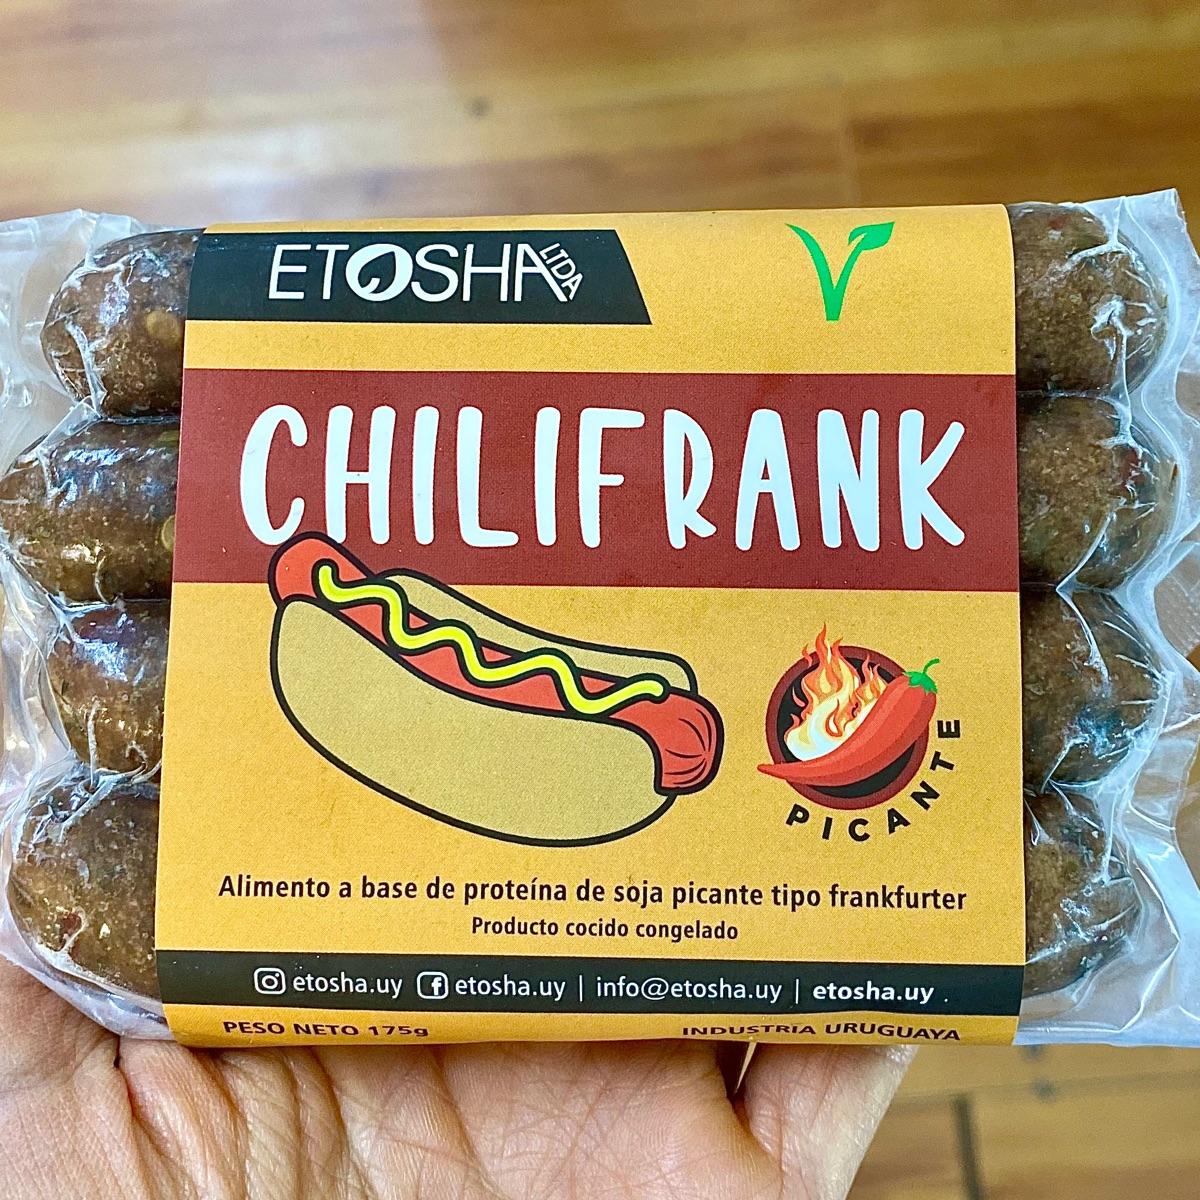 ETOSHA LTDA
CHILIFRANK
PICANTE
Alimento a base de proteína de soja picante tipo frankfurter
Producto cocido congelado
etosha.uy etosha.uy | info@etosha.uy | etosha.uy
PESO NETO 175g INDUSTRIA URUGUAYA